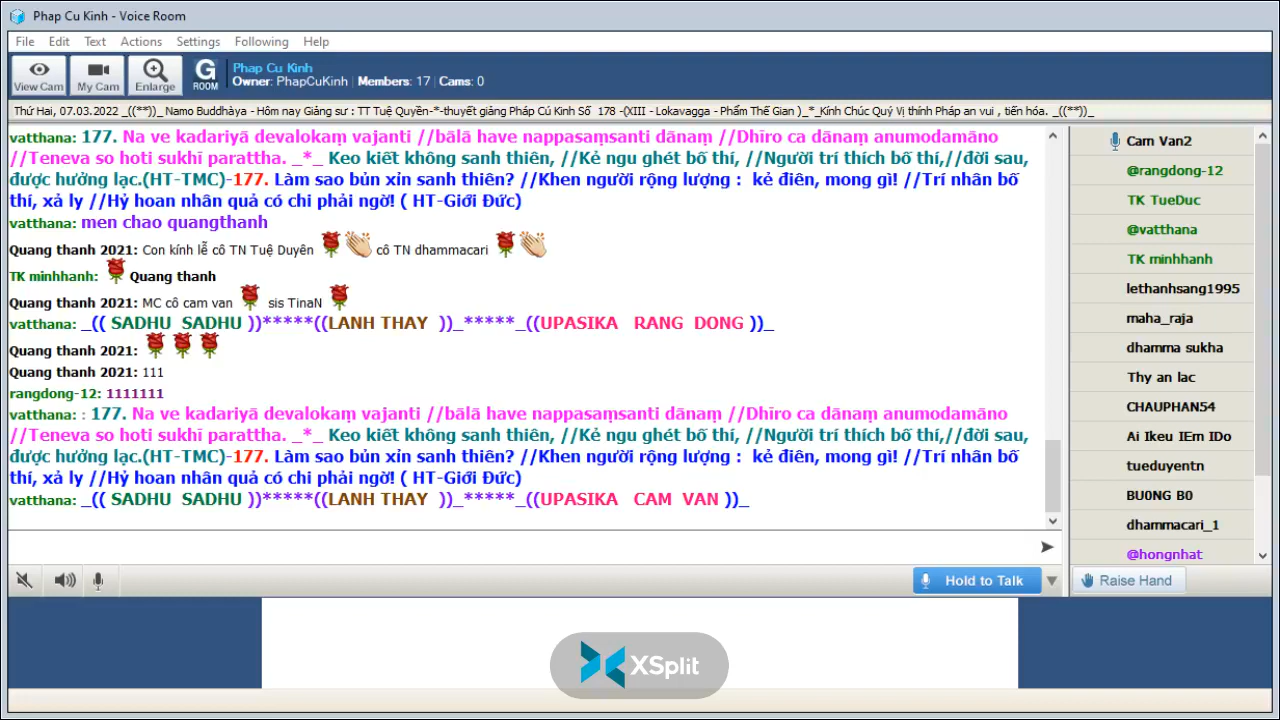 Phap Cu Kinh - Voice Room
File Edit Text Actions Settings Following Help
View Cam My Cam Enlarge G ROOM
Phap Cu Kinh
Owner: PhapCuKinh Members: 17 Cams: 0
Thứ Hai, 07.03.2022 _((**))_ Namo Buddhàya - Hôm nay Giảng sư : TT Tuệ Quyền-*-thuyết giảng Pháp Cú Kinh Số 178 -(XIII - Lokavagga - Phẩm Thế Gian )_*_Kính Chúc Quý Vị thính Pháp an vui , tiến hóa. _((**))_
vatthana: 177. Na ve kadariyā devalokaṃ vajanti //bālā have nappasaṃsanti dānaṃ //Dhīro ca dānaṃ anumodamāno
//Teneva so hoti sukhī parattha. _*_ Keo kiết không sanh thiên, //Kẻ ngu ghét bố thí, //Người trí thích bố thí,//đời sau,
được hưởng lạc.(HT-TMC)-177. Làm sao bủn xỉn sanh thiên? //Khen người rộng lượng : kẻ điên, mong gì! //Trí nhân bố
thí, xả ly //Hỷ hoan nhân quả có chi phải ngờ! ( HT-Giới Đức)
vatthana: men chao quangthanh
Quang thanh 2021: Con kính lễ cô TN Tuệ Duyên 🌹👏 cô TN dhammacari 🌹👏
TK minhhanh: 🌹 Quang thanh
Quang thanh 2021: MC cô cam van 🌹 sis TinaN 🌹
vatthana: _(( SADHU SADHU ))*****((LANH THAY ))_*****_((UPASIKA RANG DONG ))_
Quang thanh 2021: 🌹🌹🌹
Quang thanh 2021: 111
rangdong-12: 1111111
vatthana: : 177. Na ve kadariyā devalokaṃ vajanti //bālā have nappasaṃsanti dānaṃ //Dhīro ca dānaṃ anumodamāno
//Teneva so hoti sukhī parattha. _*_ Keo kiết không sanh thiên, //Kẻ ngu ghét bố thí, //Người trí thích bố thí,//đời sau,
được hưởng lạc.(HT-TMC)-177. Làm sao bủn xỉn sanh thiên? //Khen người rộng lượng : kẻ điên, mong gì! //Trí nhân bố
thí, xả ly //Hỷ hoan nhân quả có chi phải ngờ! ( HT-Giới Đức)
vatthana: _(( SADHU SADHU ))*****((LANH THAY ))_*****_((UPASIKA CAM VAN ))_
Cam Van2
@rangdong-12
TK TueDuc
@vatthana
TK minhhanh
lethanhsang1995
maha_raja
dhamma sukha
Thy an lac
CHAUPHAN54
Ai Ikeu IEm IDo
tueduyentn
BU0NG B0
dhammacari_1
@hongnhat
Hold to Talk
Raise Hand
XSplit